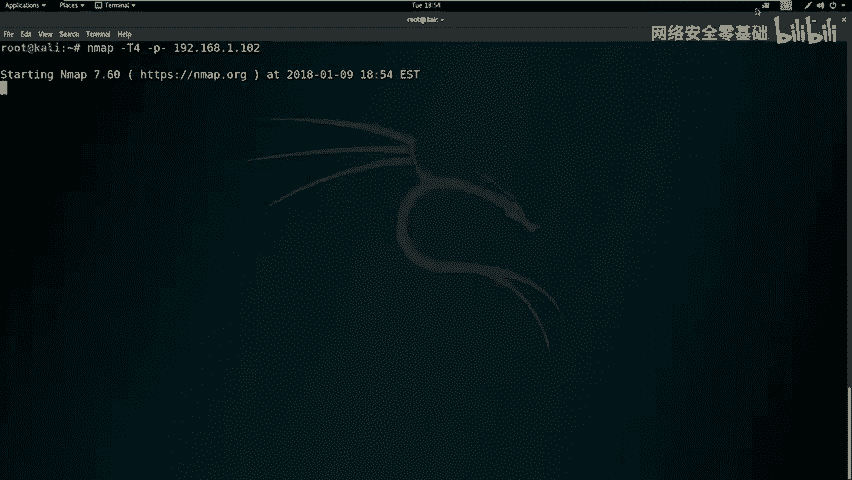 Applications Places Terminal Tue 18:54
root@kali: ~
网络安全零基础 bilibili
File Edit View Search Terminal Help
root@kali:~# nmap -T4 -p- 192.168.1.102
Starting Nmap 7.60 ( https://nmap.org ) at 2018-01-09 18:54 EST